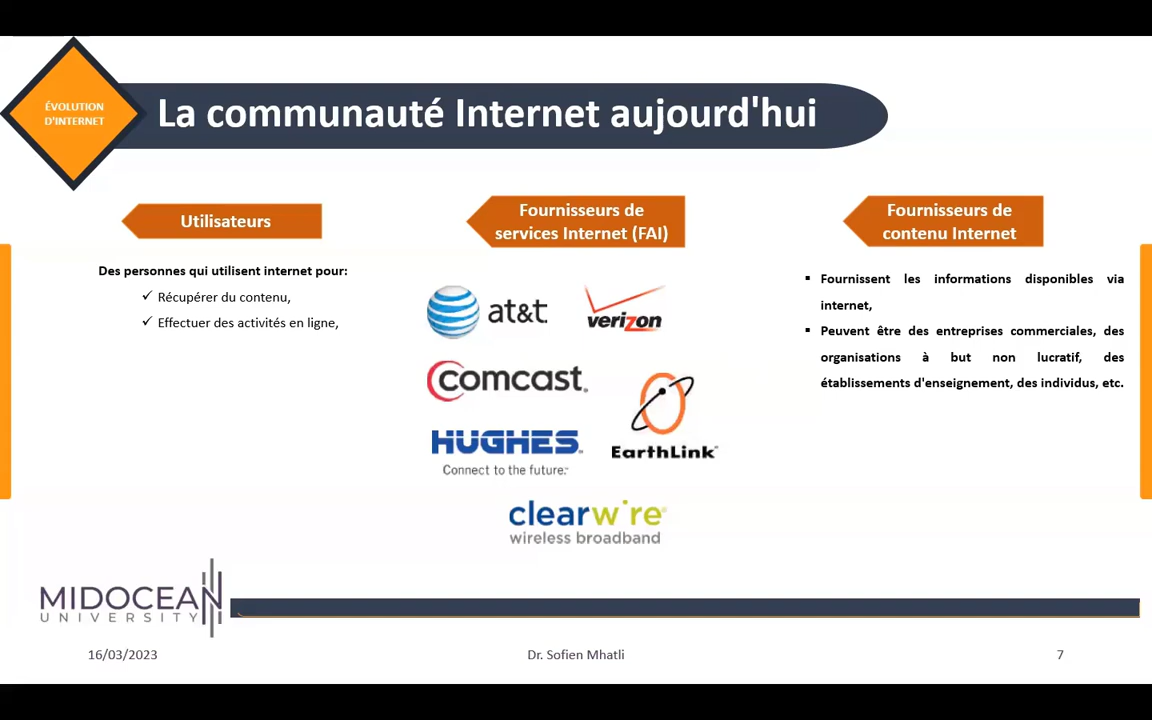 ÉVOLUTION
D'INTERNET
La communauté Internet aujourd'hui
Utilisateurs
Des personnes qui utilisent internet pour:
✓ Récupérer du contenu,
✓ Effectuer des activités en ligne,
Fournisseurs de
services Internet (FAI)
at&t
verizon
Comcast
HUGHES
Connect to the future.™
EarthLink
clearwire
wireless broadband
Fournisseurs de
contenu Internet
▪ Fournissent les informations disponibles via
internet,
▪ Peuvent être des entreprises commerciales, des
organisations à but non lucratif, des
établissements d'enseignement, des individus, etc.
MIDOCEAN
UNIVERSITY
16/03/2023
Dr. Sofien Mhatli
7